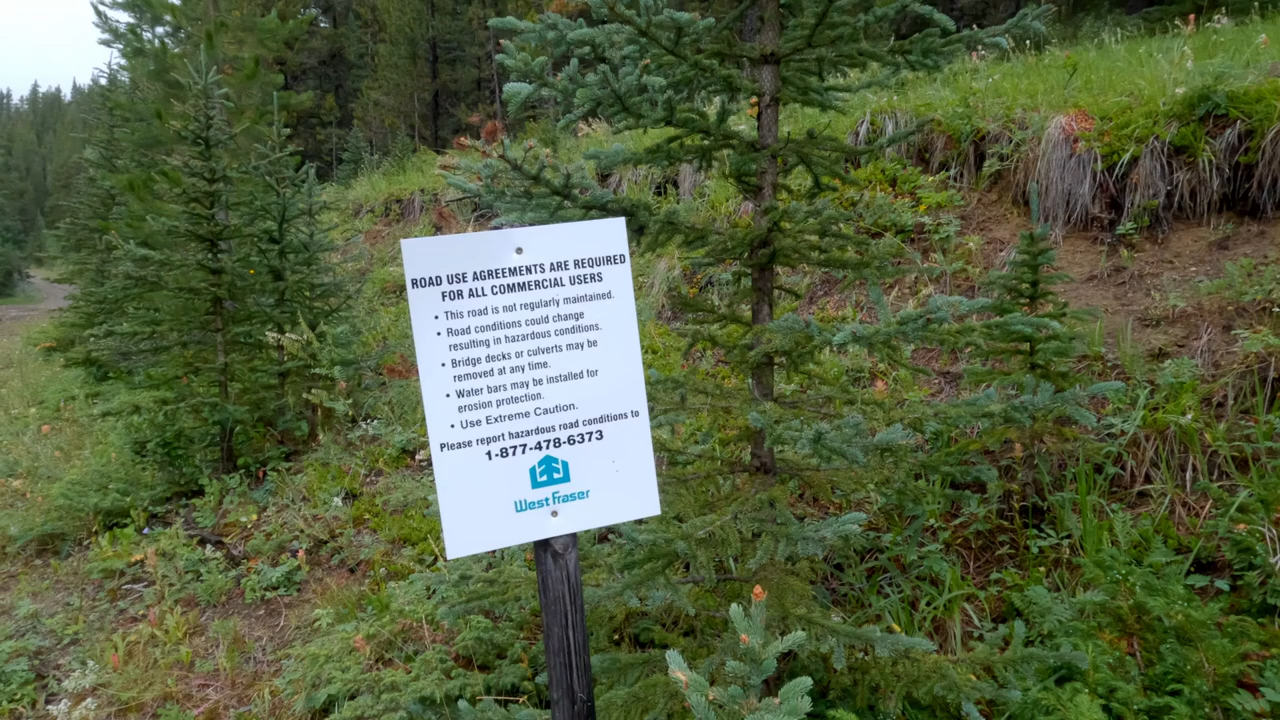 ROAD USE AGREEMENTS ARE REQUIRED
FOR ALL COMMERCIAL USERS
• This road is not regularly maintained.
• Road conditions could change
resulting in hazardous conditions.
• Bridge decks or culverts may be
removed at any time.
• Water bars may be installed for
erosion protection.
• Use Extreme Caution.
Please report hazardous road conditions to
1-877-478-6373
West Fraser